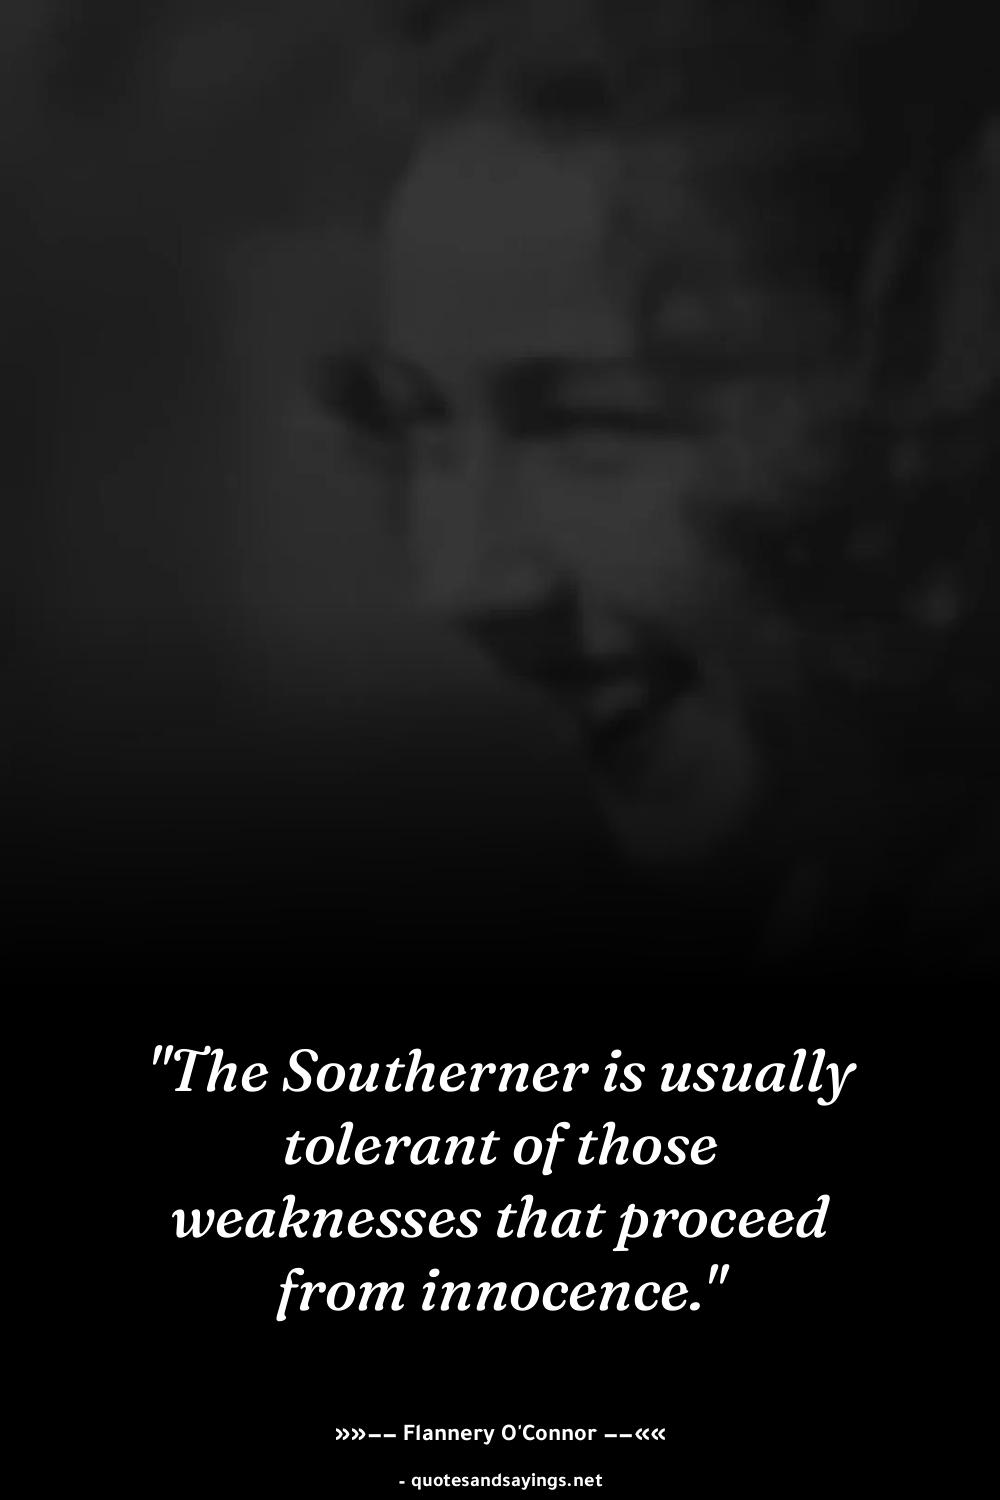 "The Southerner is usually
tolerant of those
weaknesses that proceed
from innocence."
»»–– Flannery O'Connor ––««
- quotesandsayings.net